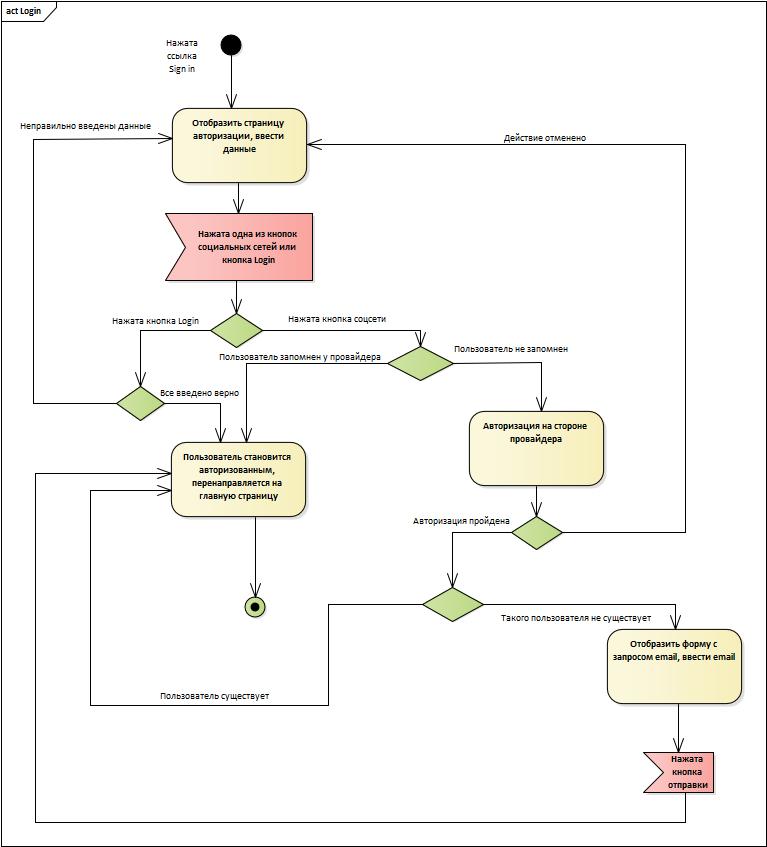 act Login
Нажата
ссылка
Sign in
Отобразить страницу
авторизации, ввести
данные
Неправильно введены данные
Действие отменено
Нажата одна из кнопок
социальных сетей или
кнопка Login
Нажата кнопка Login
Нажата кнопка соцсети
Пользователь запомнен у провайдера
Пользователь не запомнен
Все введено верно
Авторизация на стороне
провайдера
Пользователь становится
авторизованным,
перенаправляется на
главную страницу
Авторизация пройдена
Такого пользователя не существует
Отобразить форму с
запросом email, ввести email
Пользователь существует
Нажата
кнопка
отправки